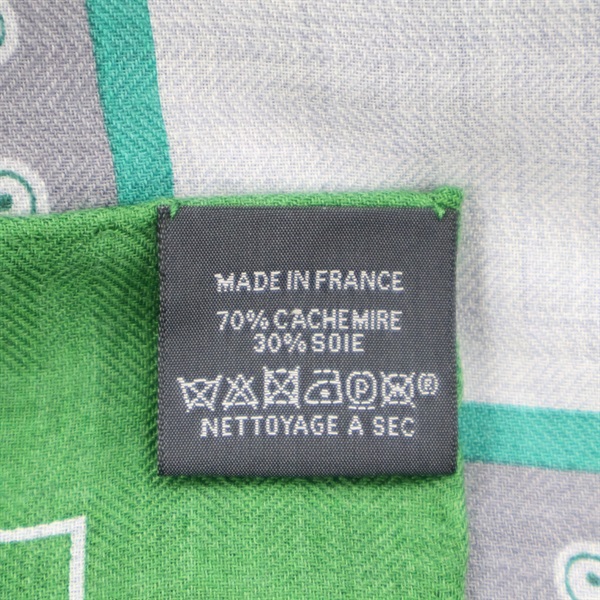 MADE IN FRANCE
70% CACHEMIRE
30% SOIE
P ®
NETTOYAGE A SEC